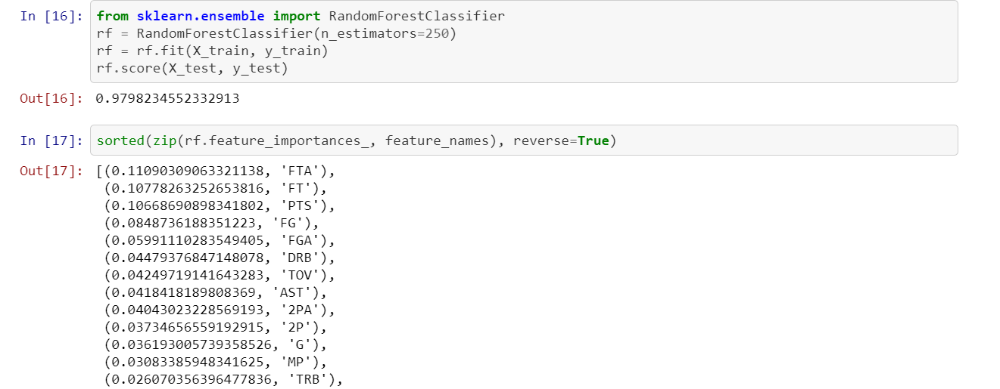 In [16]: from sklearn.ensemble import RandomForestClassifier
rf = RandomForestClassifier(n_estimators=250)
rf = rf.fit(X_train, y_train)
rf.score(X_test, y_test)
Out[16]: 0.9798234552332913
In [17]: sorted(zip(rf.feature_importances_, feature_names), reverse=True)
Out[17]: [(0.11090309063321138, 'FTA'),
(0.10778263252653816, 'FT'),
(0.10668690898341802, 'PTS'),
(0.0848736188351223, 'FG'),
(0.05991110283549405, 'FGA'),
(0.04479376847148078, 'DRB'),
(0.04249719141643283, 'TOV'),
(0.0418418189808369, 'AST'),
(0.04043023228569193, '2PA'),
(0.03734656559192915, '2P'),
(0.036193005739358526, 'G'),
(0.03083385948341625, 'MP'),
(0.026070356396477836, 'TRB'),